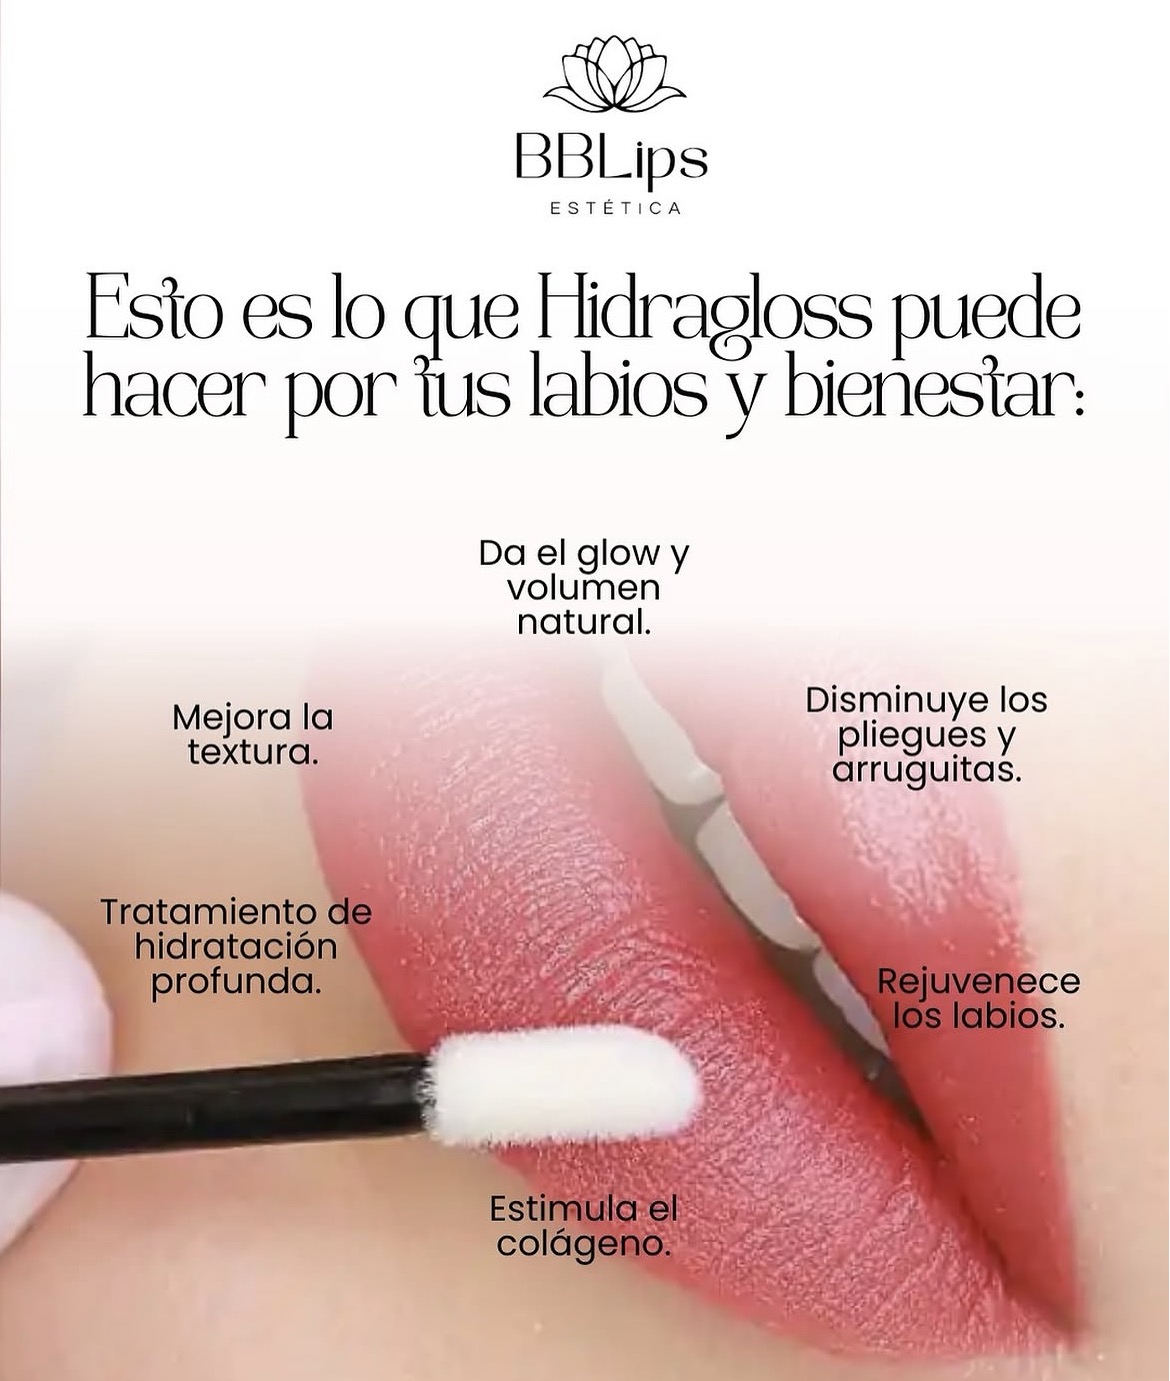 BBLips
ESTÉTICA
Esto es lo que Hidragloss puede
hacer por tus labios y bienestar:
Da el glow y
volumen
natural.
Mejora la
textura.
Disminuye los
pliegues y
arruguitas.
Tratamiento de
hidratación
profunda.
Rejuvenece
los labios.
Estimula el
colágeno.